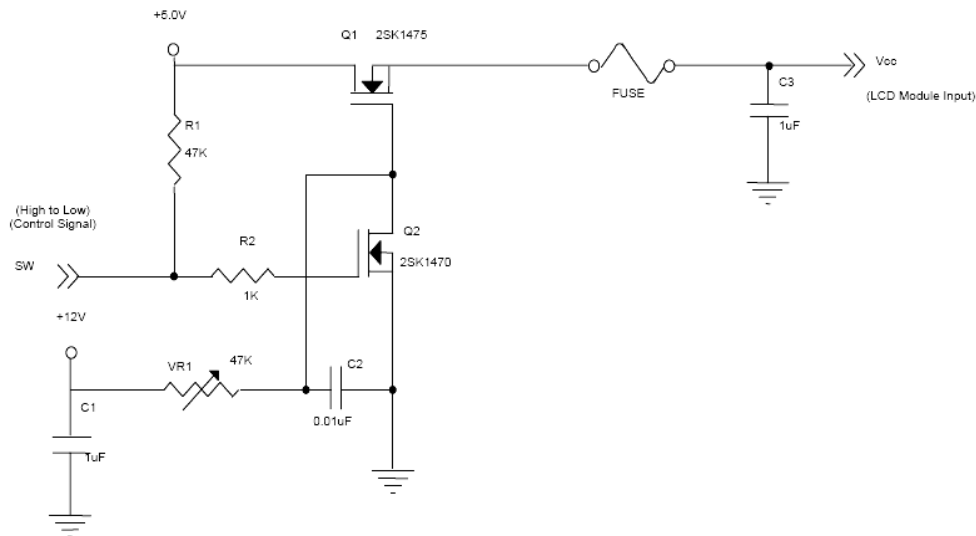 +5.0V
Q1 2SK1475
Vcc
(LCD Module Input)
FUSE
C3
1uF
R1
47K
(High to Low)
(Control Signal)
SW
R2
1K
Q2
2SK1470
+12V
VR1
47K
C2
0.01uF
C1
1uF